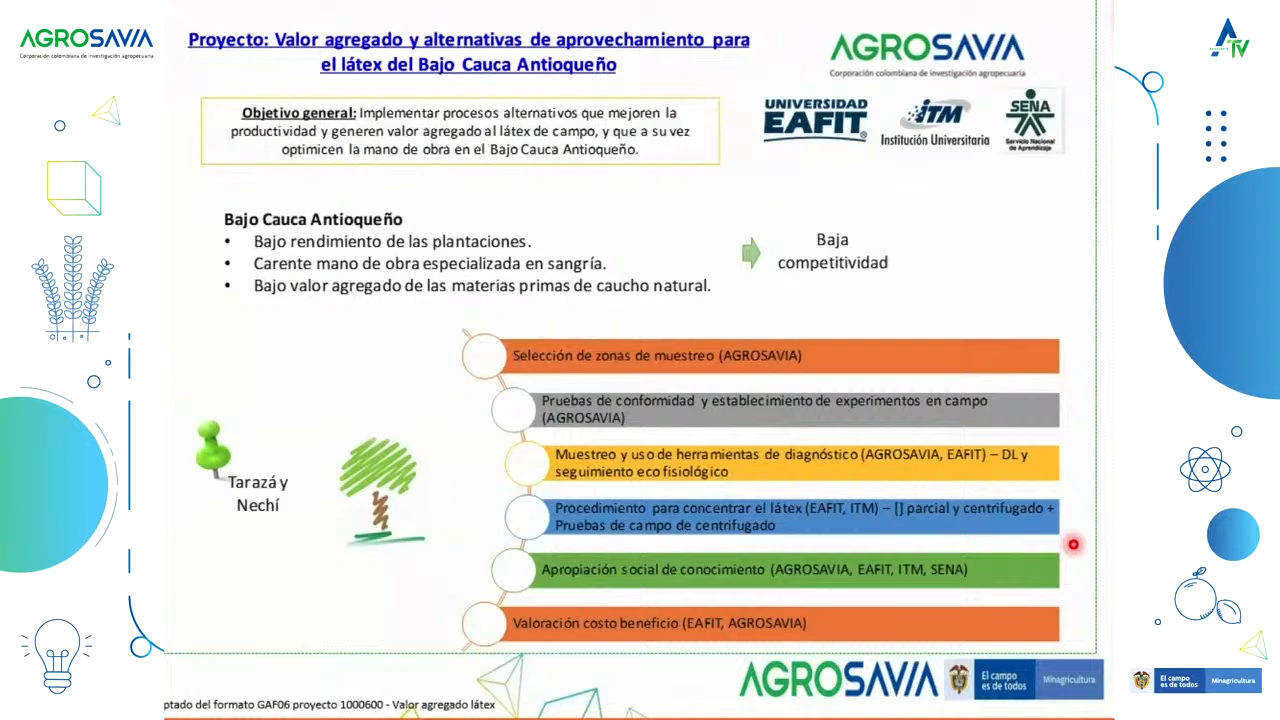 AGROSAVIA
Corporación colombiana de investigación agropecuaria
Proyecto: Valor agregado y alternativas de aprovechamiento para
el látex del Bajo Cauca Antioqueño
AGROSAVIA
Corporación colombiana de investigación agropecuaria
TV
Objetivo general: Implementar procesos alternativos que mejoren la
productividad y generen valor agregado al látex de campo, y que a su vez
optimicen la mano de obra en el Bajo Cauca Antioqueño.
UNIVERSIDAD
EAFIT®
iTM
Institución Universitaria
SENA
Servicio Nacional
de Aprendizaje
Bajo Cauca Antioqueño
• Bajo rendimiento de las plantaciones.
• Carente mano de obra especializada en sangría.
• Bajo valor agregado de las materias primas de caucho natural.
Baja
competitividad
Tarazá y
Nechí
Selección de zonas de muestreo (AGROSAVIA)
Pruebas de conformidad y establecimiento de experimentos en campo
(AGROSAVIA)
Muestreo y uso de herramientas de diagnóstico (AGROSAVIA, EAFIT) – DL y
seguimiento eco fisiológico
Procedimiento para concentrar el látex (EAFIT, ITM) – [] parcial y centrifugado +
Pruebas de campo de centrifugado
Apropiación social de conocimiento (AGROSAVIA, EAFIT, ITM, SENA)
Valoración costo beneficio (EAFIT, AGROSAVIA)
AGROSAVIA
El campo
es de todos
Minagricultura
El campo
es de todos
Minagricultura
ptado del formato GAF06 proyecto 1000600 - Valor agregado látex